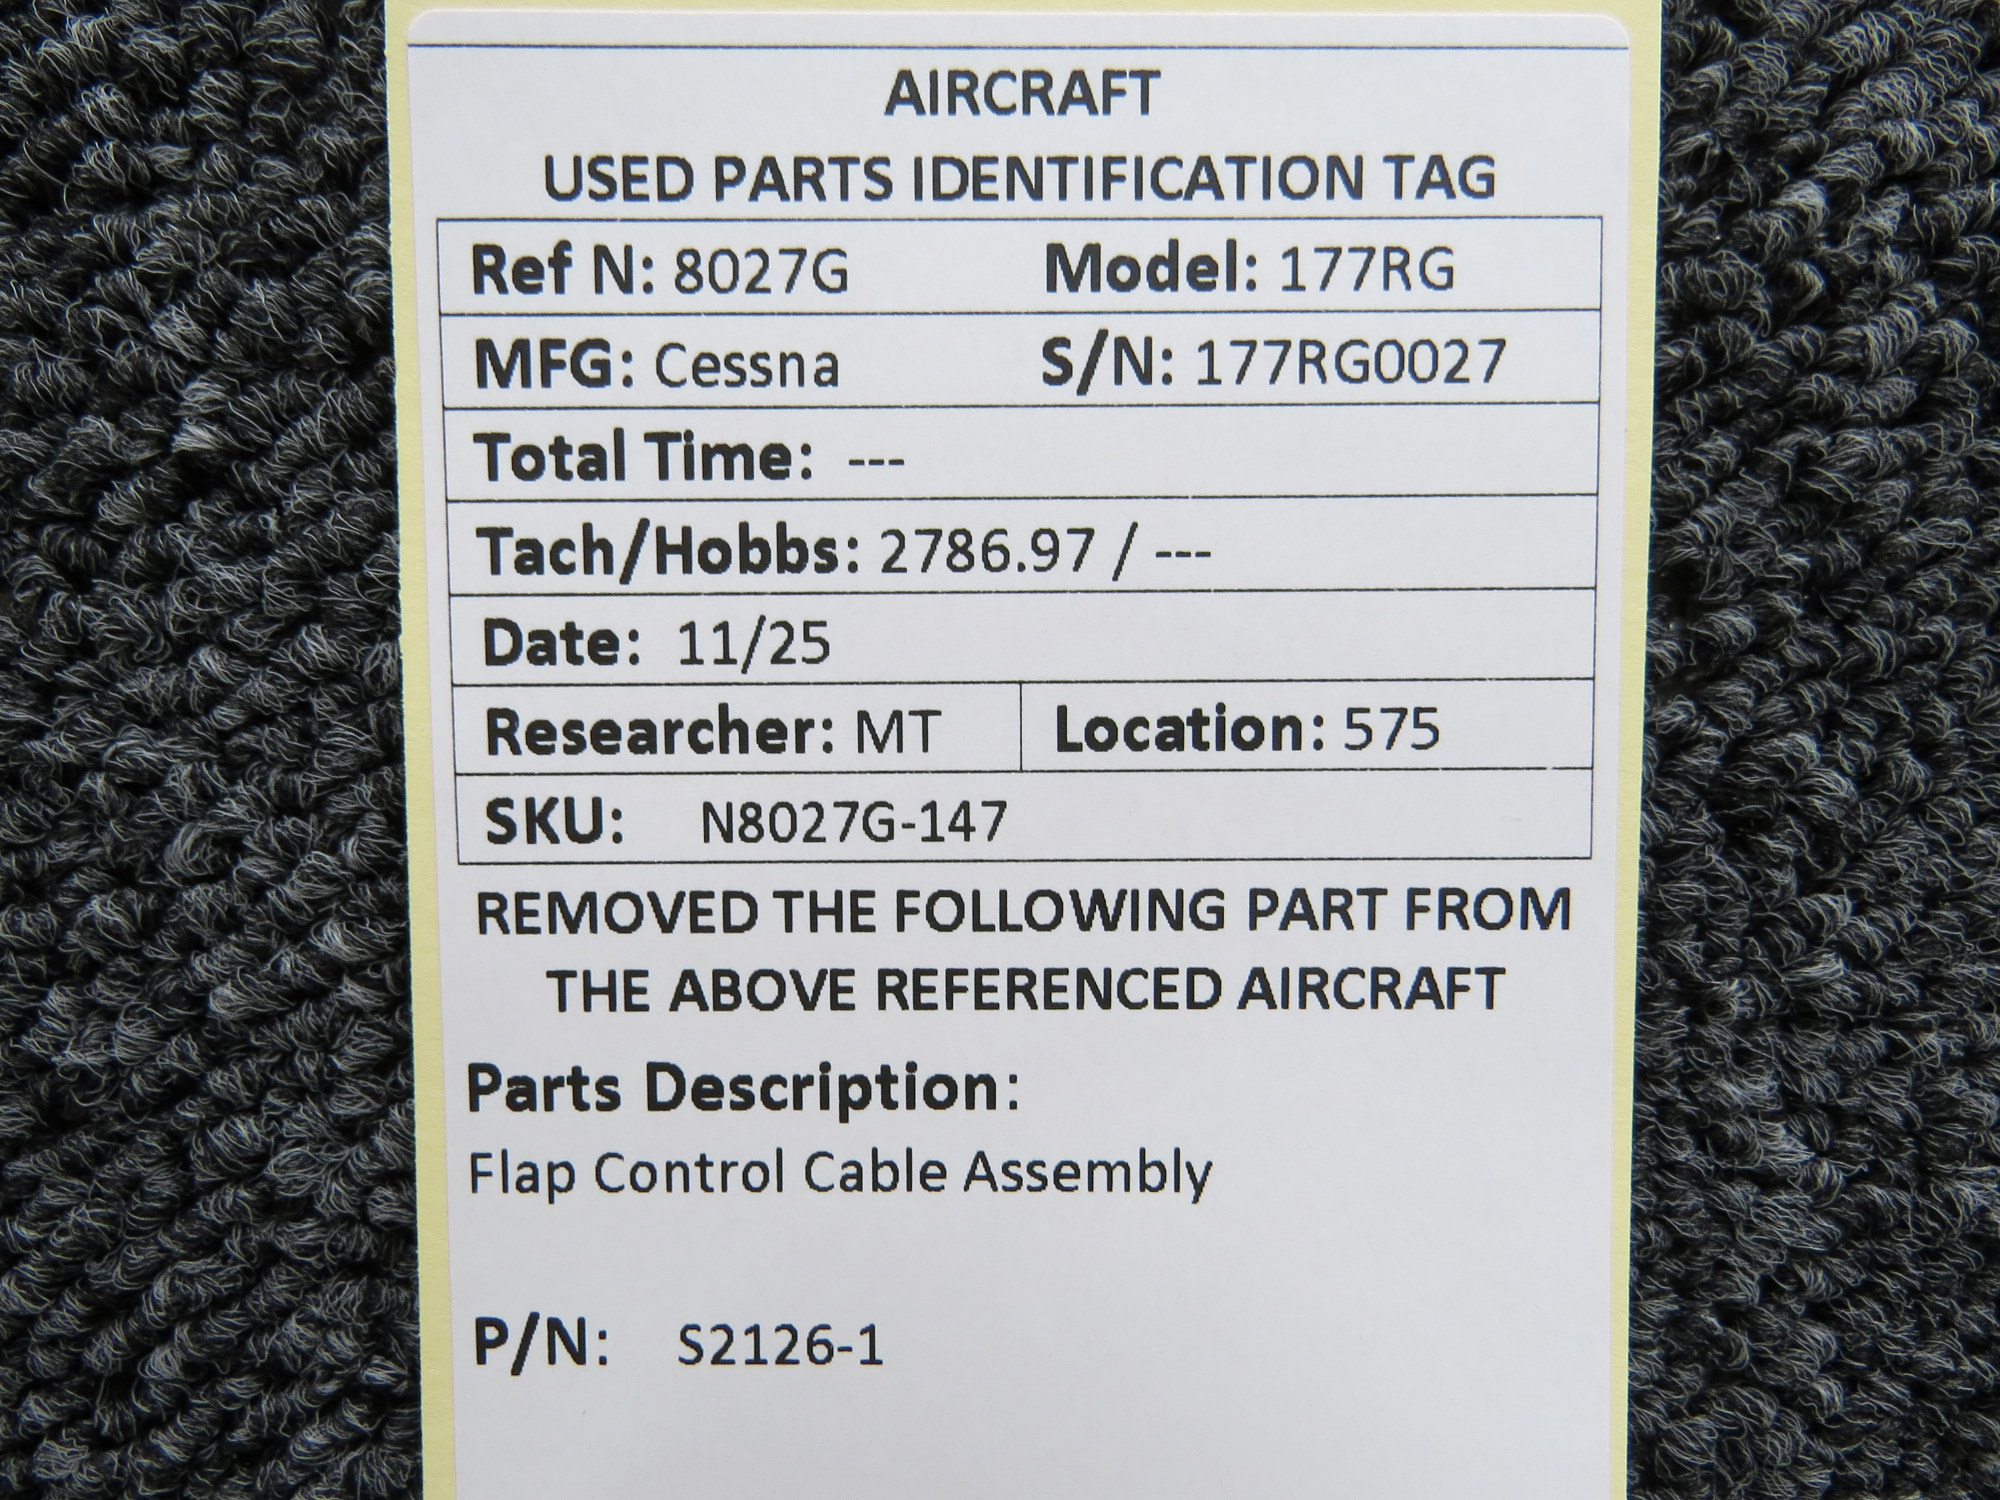 AIRCRAFT
USED PARTS IDENTIFICATION TAG
Ref N: 8027G Model: 177RG
MFG: Cessna S/N: 177RG0027
Total Time: ---
Tach/Hobbs: 2786.97 / ---
Date: 11/25
Researcher: MT Location: 575
SKU: N8027G-147
REMOVED THE FOLLOWING PART FROM
THE ABOVE REFERENCED AIRCRAFT
Parts Description:
Flap Control Cable Assembly
P/N: S2126-1